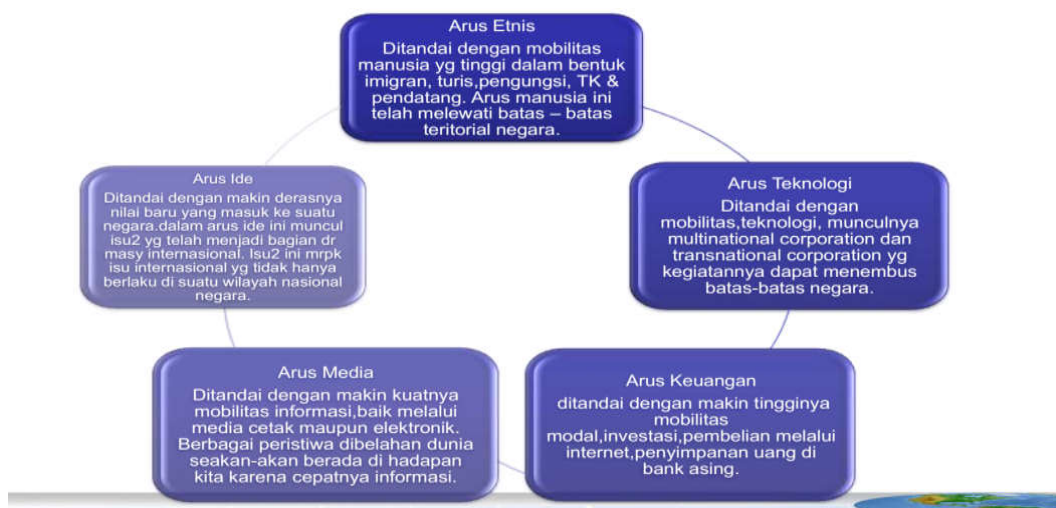 Arus Etnis
Ditandai dengan mobilitas
manusia yg tinggi dalam bentuk
imigran, turis,pengungsi, TK &
pendatang. Arus manusia ini
telah melewati batas – batas
teritorial negara.
Arus Teknologi
Ditandai dengan
mobilitas,teknologi, munculnya
multinational corporation dan
transnational corporation yg
kegiatannya dapat menembus
batas-batas negara.
Arus Keuangan
ditandai dengan makin tingginya
mobilitas
modal,investasi,pembelian melalui
internet,penyimpanan uang di
bank asing.
Arus Media
Ditandai dengan makin kuatnya
mobilitas informasi,baik melalui
media cetak maupun elektronik.
Berbagai peristiwa dibelahan dunia
seakan-akan berada di hadapan
kita karena cepatnya informasi.
Arus Ide
Ditandai dengan makin derasnya
nilai baru yang masuk ke suatu
negara.dalam arus ide ini muncul
isu2 yg telah menjadi bagian dr
masy internasional. Isu2 ini mrpk
isu internasional yg tidak hanya
berlaku di suatu wilayah nasional
negara.